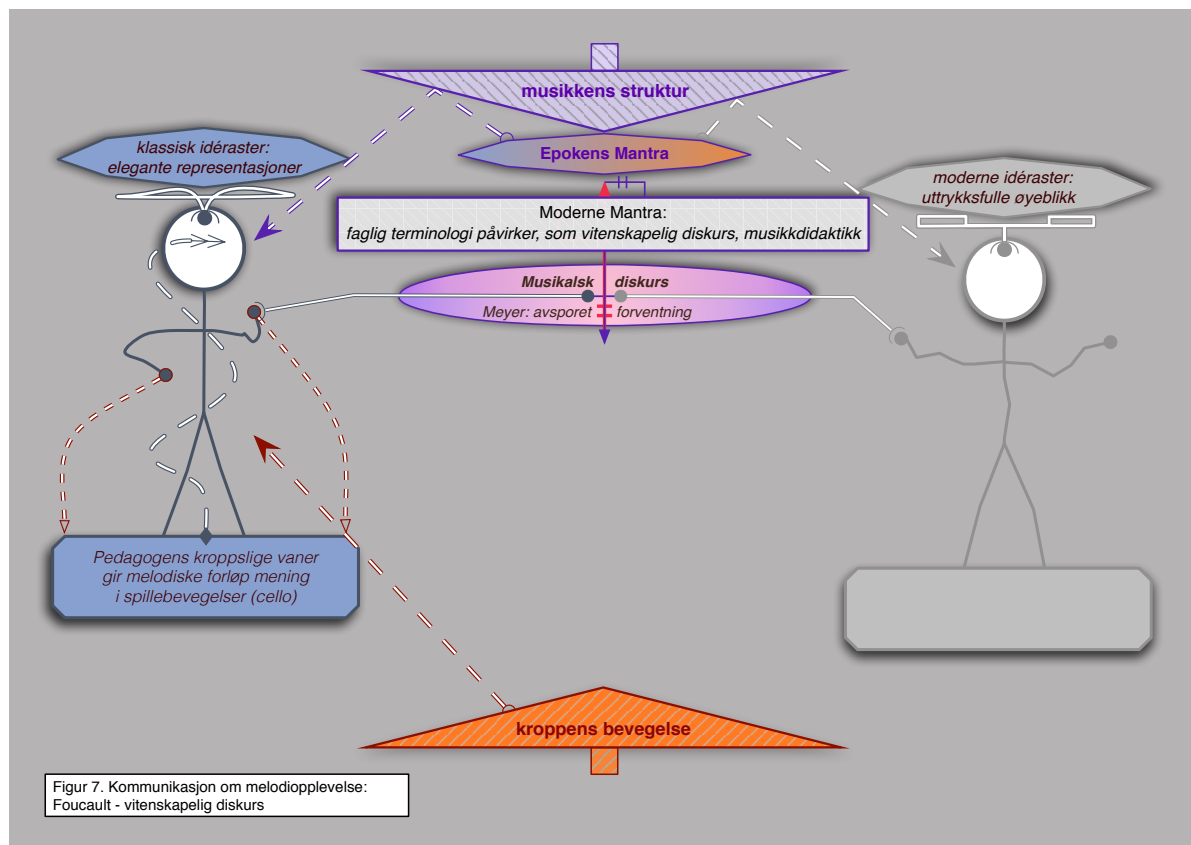 musikkens struktur
Epokens Mantra
klassisk idéraster:
elegante representasjoner
moderne idéraster:
uttrykksfulle øyeblikk
Moderne Mantra:
faglig terminologi påvirker, som vitenskapelig diskurs, musikkdidaktikk
Musikalsk diskurs
Meyer: avsporet forventning
Pedagogens kroppslige vaner
gir melodiske forløp mening
i spillebevegelser (cello)
kroppens bevegelse
Figur 7. Kommunikasjon om melodiopplevelse:
Foucault - vitenskapelig diskurs